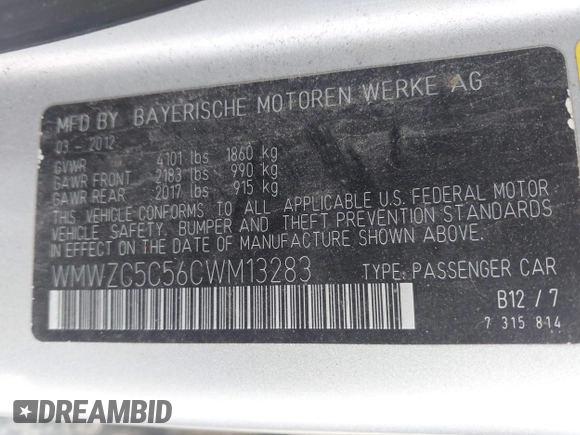 MFD BY BAYERISCHE MOTOREN WERKE AG
03 - 2012
GVWR 4101 lbs 1860 kg
GAWR FRONT 2183 lbs 990 kg
GAWR REAR 2017 lbs 915 kg
THIS VEHICLE CONFORMS TO ALL APPLICABLE U.S. FEDERAL MOTOR
VEHICLE SAFETY, BUMPER AND THEFT PREVENTION STANDARDS
IN EFFECT ON THE DATE OF MANUFACTURE SHOWN ABOVE.
WMWZC5C56CWM13283 TYPE: PASSENGER CAR
B12 / 7
7 315 814
DREAMBID